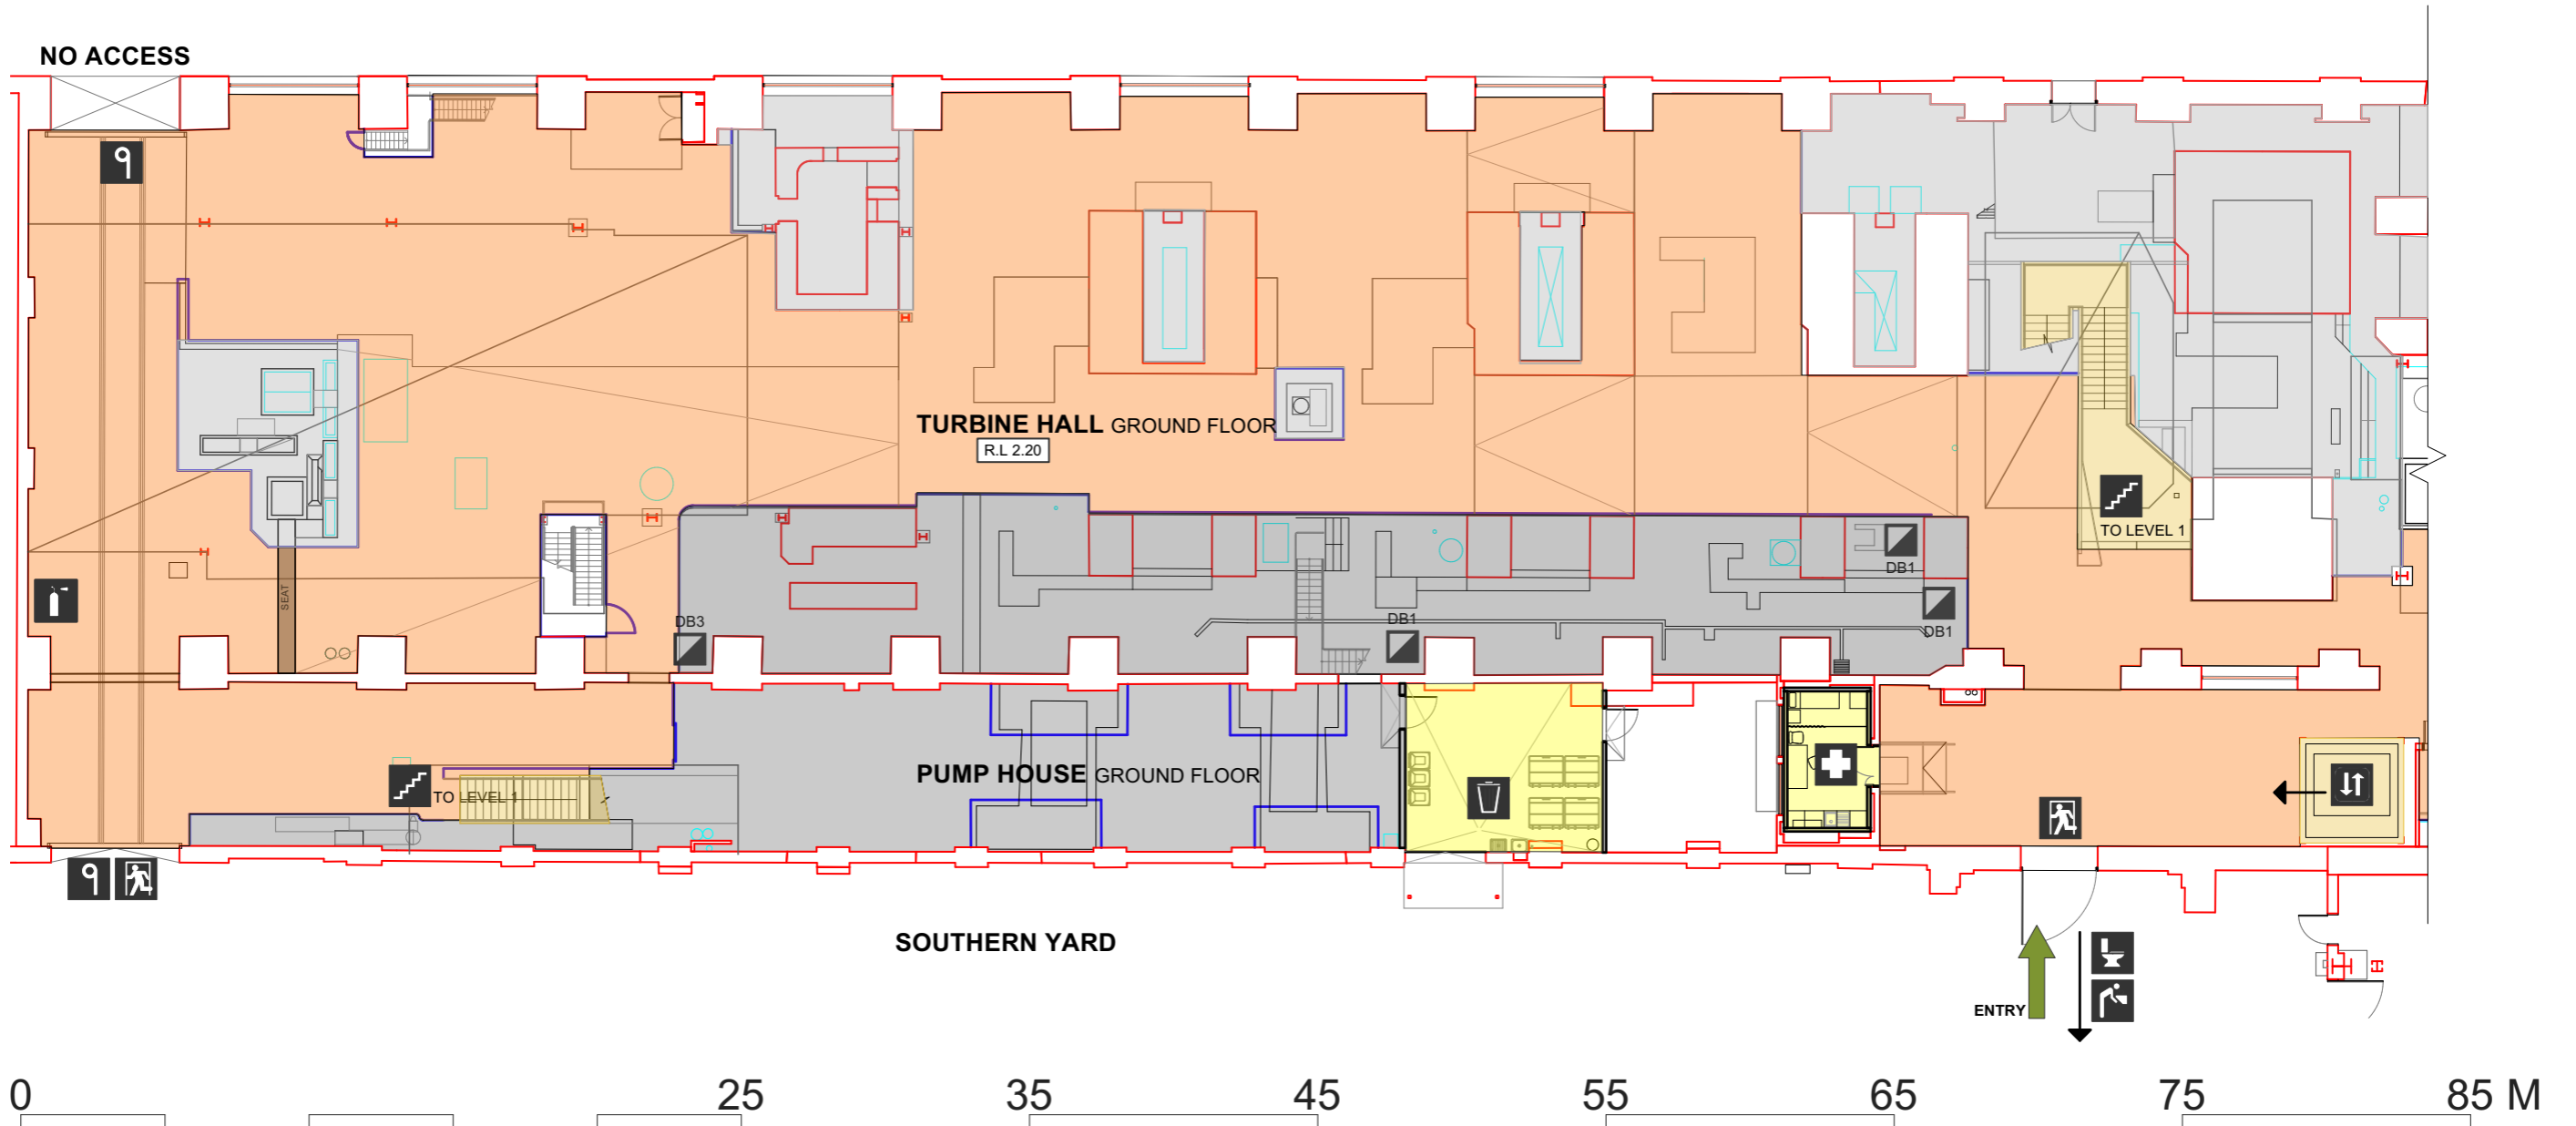 NO ACCESS
TURBINE HALL GROUND FLOOR
R.L 2.20
TO LEVEL 1
DB1
SEAT
DB3
DB1
DB1
PUMP HOUSE GROUND FLOOR
TO LEVEL 1
SOUTHERN YARD
ENTRY
0 25 35 45 55 65 75 85 M